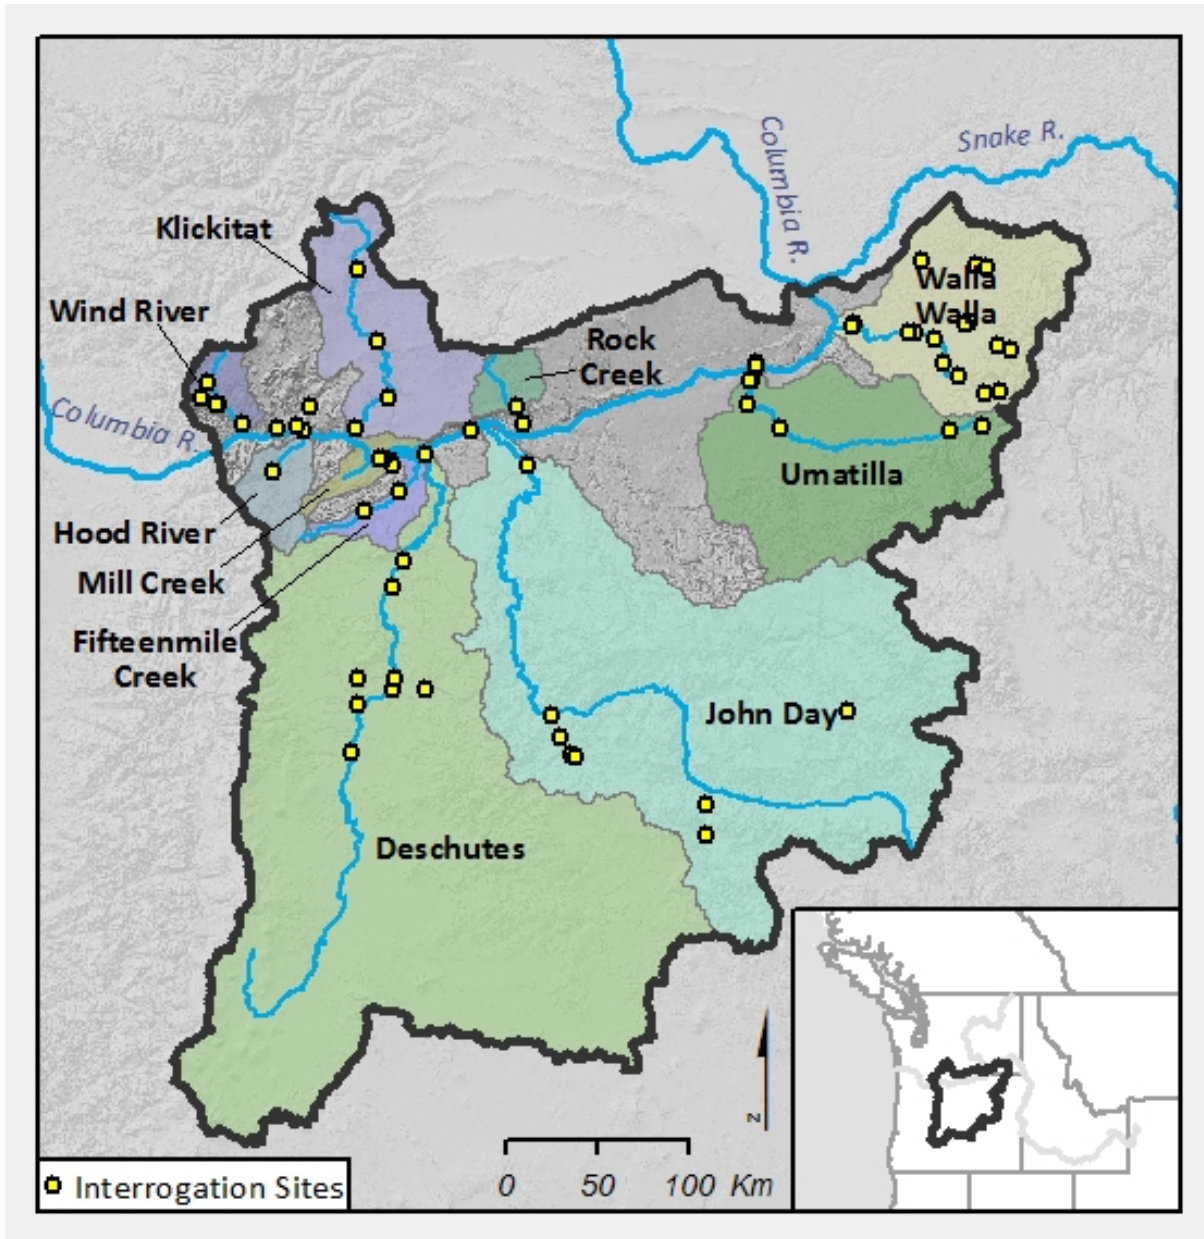 Columbia R.
Snake R.
Klickitat
Walla
Walla
Wind River
Rock
Creek
Columbia R.
Umatilla
Hood River
Mill Creek
Fifteenmile
Creek
John Day
Deschutes
N
0 50 100 Km
Interrogation Sites